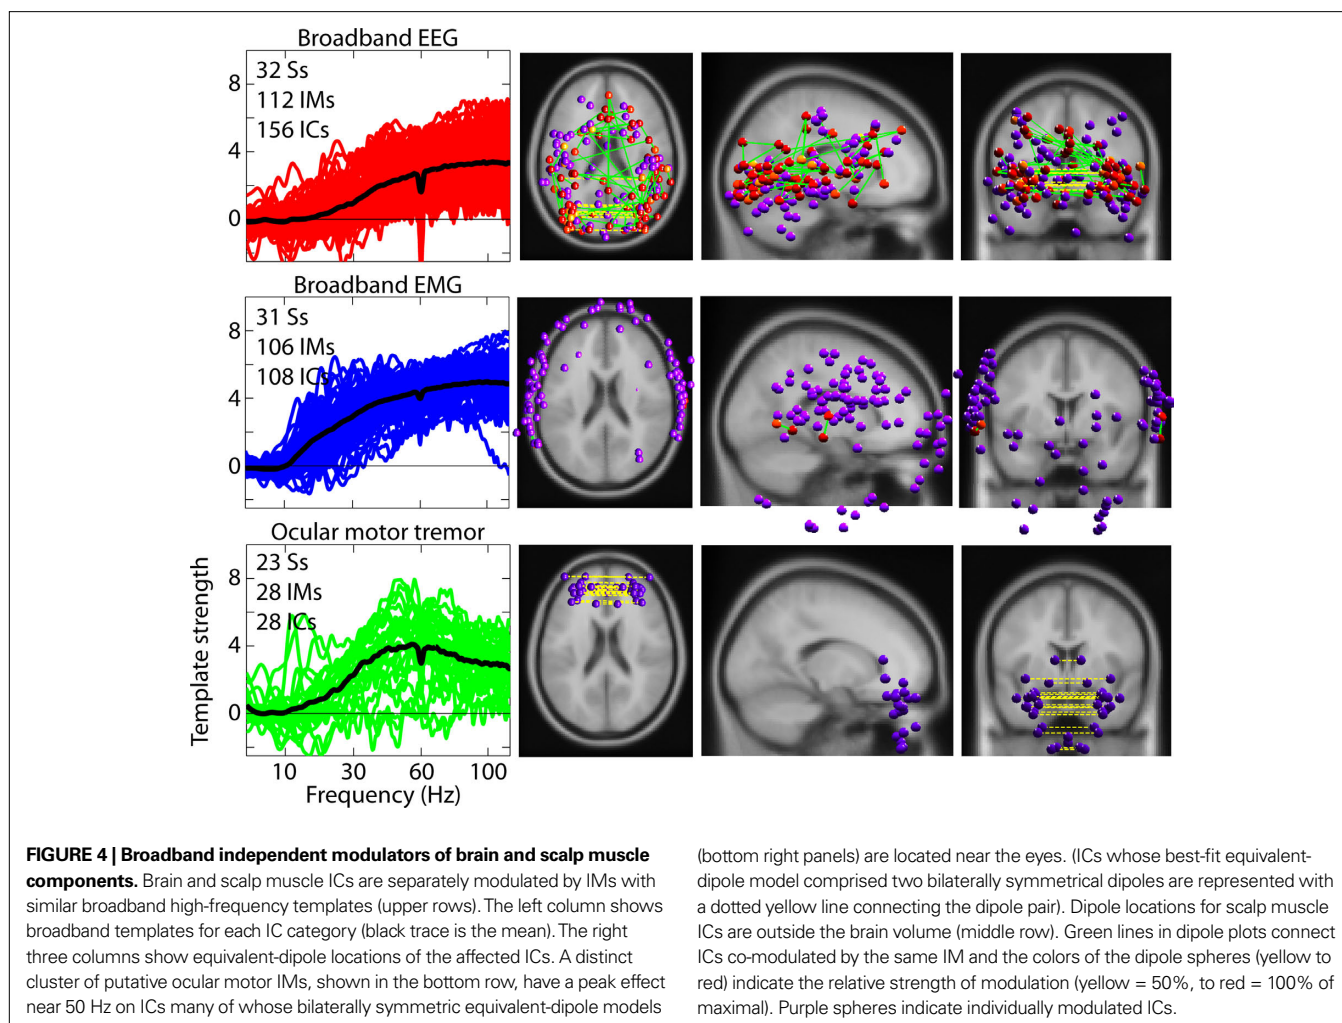 Broadband EEG
8
4
0
32 Ss
112 IMs
156 ICs
Broadband EMG
8
4
0
31 Ss
106 IMs
108 ICs
Ocular motor tremor
8
4
0
23 Ss
28 IMs
28 ICs
Template strength
10 30 60 100
Frequency (Hz)
FIGURE 4 | Broadband independent modulators of brain and scalp muscle
components. Brain and scalp muscle ICs are separately modulated by IMs with
similar broadband high-frequency templates (upper rows). The left column shows
broadband templates for each IC category (black trace is the mean). The right
three columns show equivalent-dipole locations of the affected ICs. A distinct
cluster of putative ocular motor IMs, shown in the bottom row, have a peak effect
near 50 Hz on ICs many of whose bilaterally symmetric equivalent-dipole models
(bottom right panels) are located near the eyes. (ICs whose best-fit equivalent-
dipole model comprised two bilaterally symmetrical dipoles are represented with
a dotted yellow line connecting the dipole pair). Dipole locations for scalp muscle
ICs are outside the brain volume (middle row). Green lines in dipole plots connect
ICs co-modulated by the same IM and the colors of the dipole spheres (yellow to
red) indicate the relative strength of modulation (yellow = 50%, to red = 100% of
maximal). Purple spheres indicate individually modulated ICs.